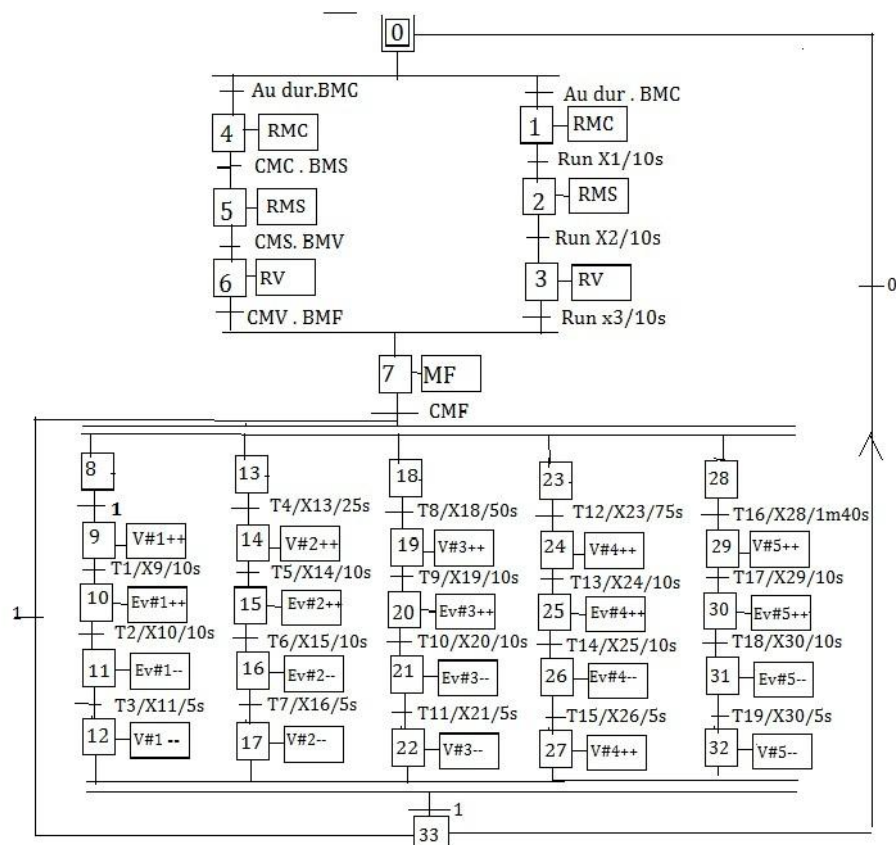 0
Au dur.BMC
Au dur . BMC
4
RMC
1
RMC
CMC . BMS
Run X1/10s
5
RMS
2
RMS
CMS. BMV
Run X2/10s
6
RV
3
RV
0
CMV . BMF
Run x3/10s
7
MF
CMF
8
13
18
23
28
1
T4/X13/25s
T8/X18/50s
T12/X23/75s
T16/X28/1m40s
9
V#1++
14
V#2++
19
V#3++
24
V#4++
29
V#5++
T1/X9/10s
T5/X14/10s
T9/X19/10s
T13/X24/10s
T17/X29/10s
10
Ev#1++
15
Ev#2++
20
Ev#3++
25
Ev#4++
30
Ev#5++
1
T2/X10/10s
T6/X15/10s
T10/X20/10s
T14/X25/10s
T18/X30/10s
11
Ev#1--
16
Ev#2--
21
Ev#3--
26
Ev#4--
31
Ev#5--
T3/X11/5s
T7/X16/5s
T11/X21/5s
T15/X26/5s
T19/X30/5s
12
V#1 --
17
V#2--
22
V#3--
27
V#4++
32
V#5--
1
33